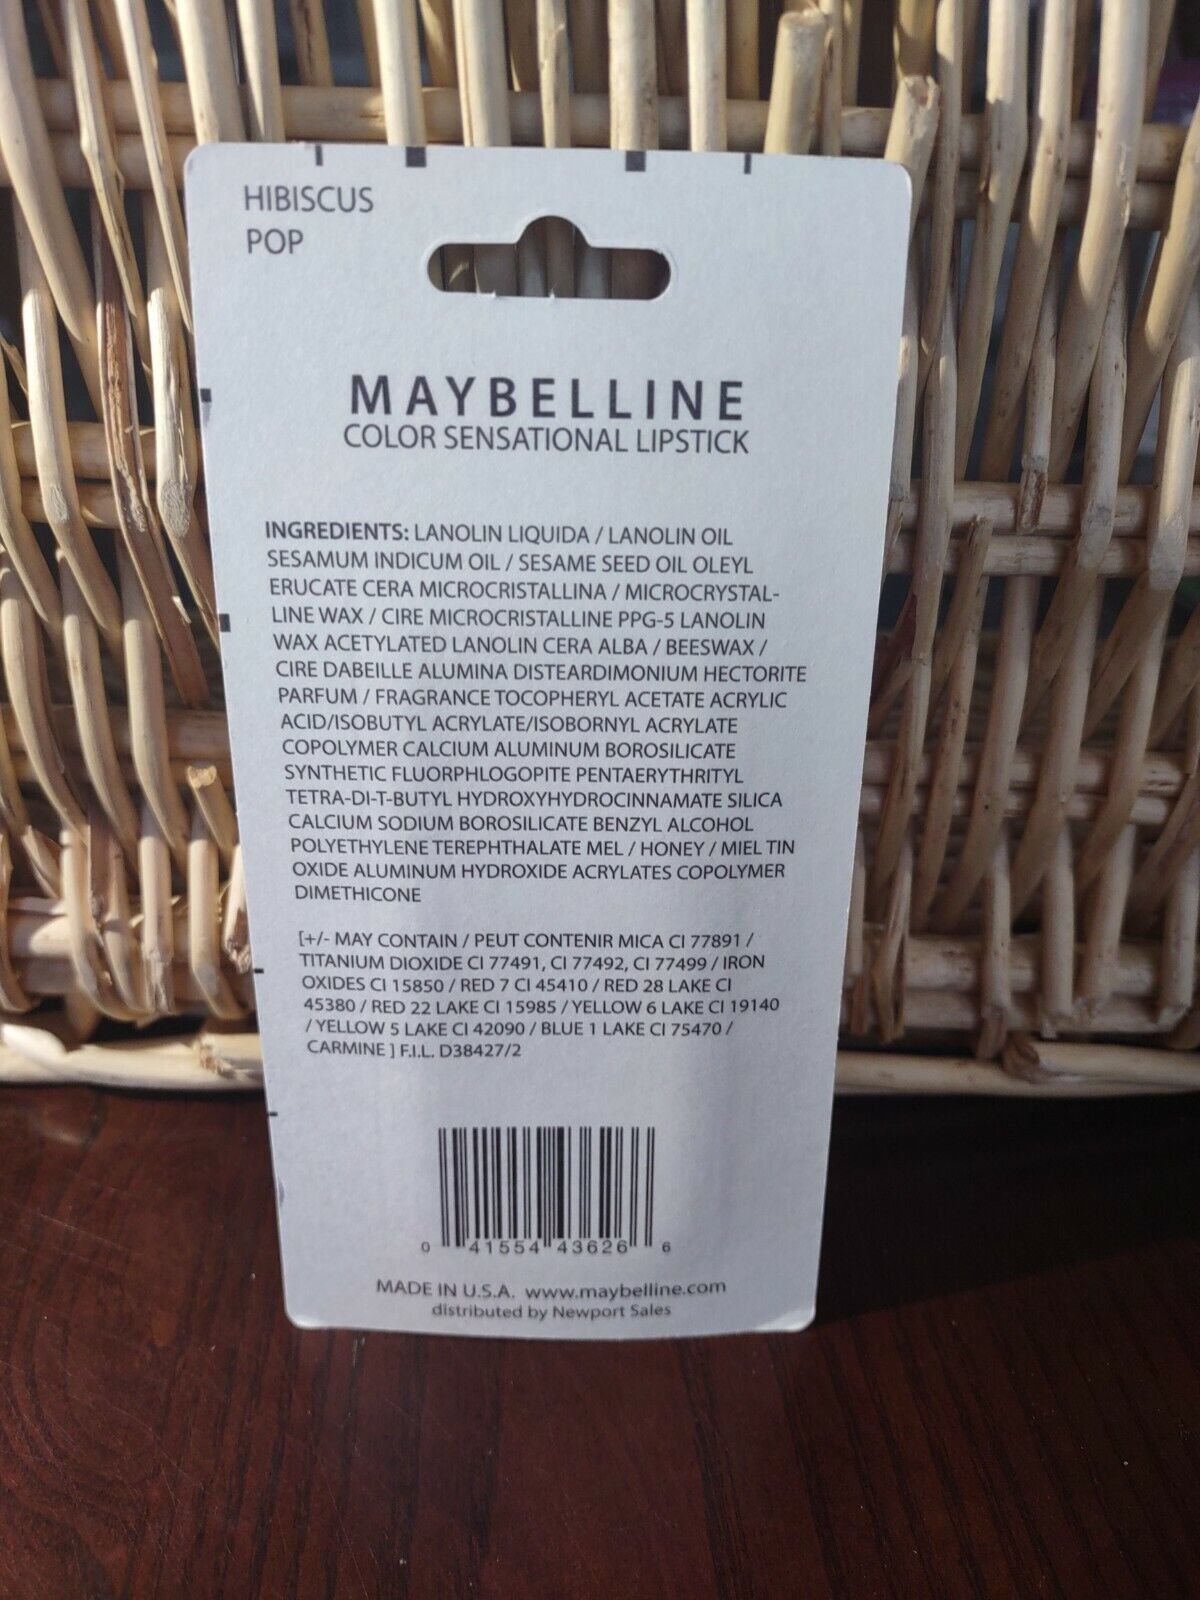 HIBISCUS
POP
MAYBELLINE
COLOR SENSATIONAL LIPSTICK
INGREDIENTS: LANOLIN LIQUIDA / LANOLIN OIL
SESAMUM INDICUM OIL / SESAME SEED OIL OLEYL
ERUCATE CERA MICROCRISTALLINA / MICROCRYSTAL-
LINE WAX / CIRE MICROCRISTALLINE PPG-5 LANOLIN
WAX ACETYLATED LANOLIN CERA ALBA / BEESWAX /
CIRE DABEILLE ALUMINA DISTEARDIMONIUM HECTORITE
PARFUM / FRAGRANCE TOCOPHERYL ACETATE ACRYLIC
ACID/ISOBUTYL ACRYLATE/ISOBORNYL ACRYLATE
COPOLYMER CALCIUM ALUMINUM BOROSILICATE
SYNTHETIC FLUORPHLOGOPITE PENTAERYTHRITYL
TETRA-DI-T-BUTYL HYDROXYHYDROCINNAMATE SILICA
CALCIUM SODIUM BOROSILICATE BENZYL ALCOHOL
POLYETHYLENE TEREPHTHALATE MEL / HONEY / MIEL TIN
OXIDE ALUMINUM HYDROXIDE ACRYLATES COPOLYMER
DIMETHICONE
[+/- MAY CONTAIN / PEUT CONTENIR MICA CI 77891 /
TITANIUM DIOXIDE CI 77491, CI 77492, CI 77499 / IRON
OXIDES CI 15850 / RED 7 CI 45410 / RED 28 LAKE CI
45380 / RED 22 LAKE CI 15985 / YELLOW 6 LAKE CI 19140
/ YELLOW 5 LAKE CI 42090 / BLUE 1 LAKE CI 75470 /
CARMINE ] F.I.L. D38427/2
0 41554 43626 6
MADE IN U.S.A. www.maybelline.com
distributed by Newport Sales